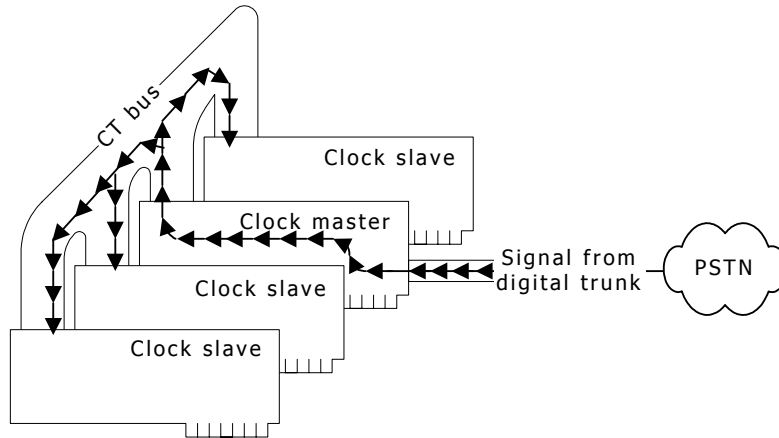 CT bus
Clock slave
Clock master
Signal from
digital trunk
PSTN
Clock slave
Clock slave